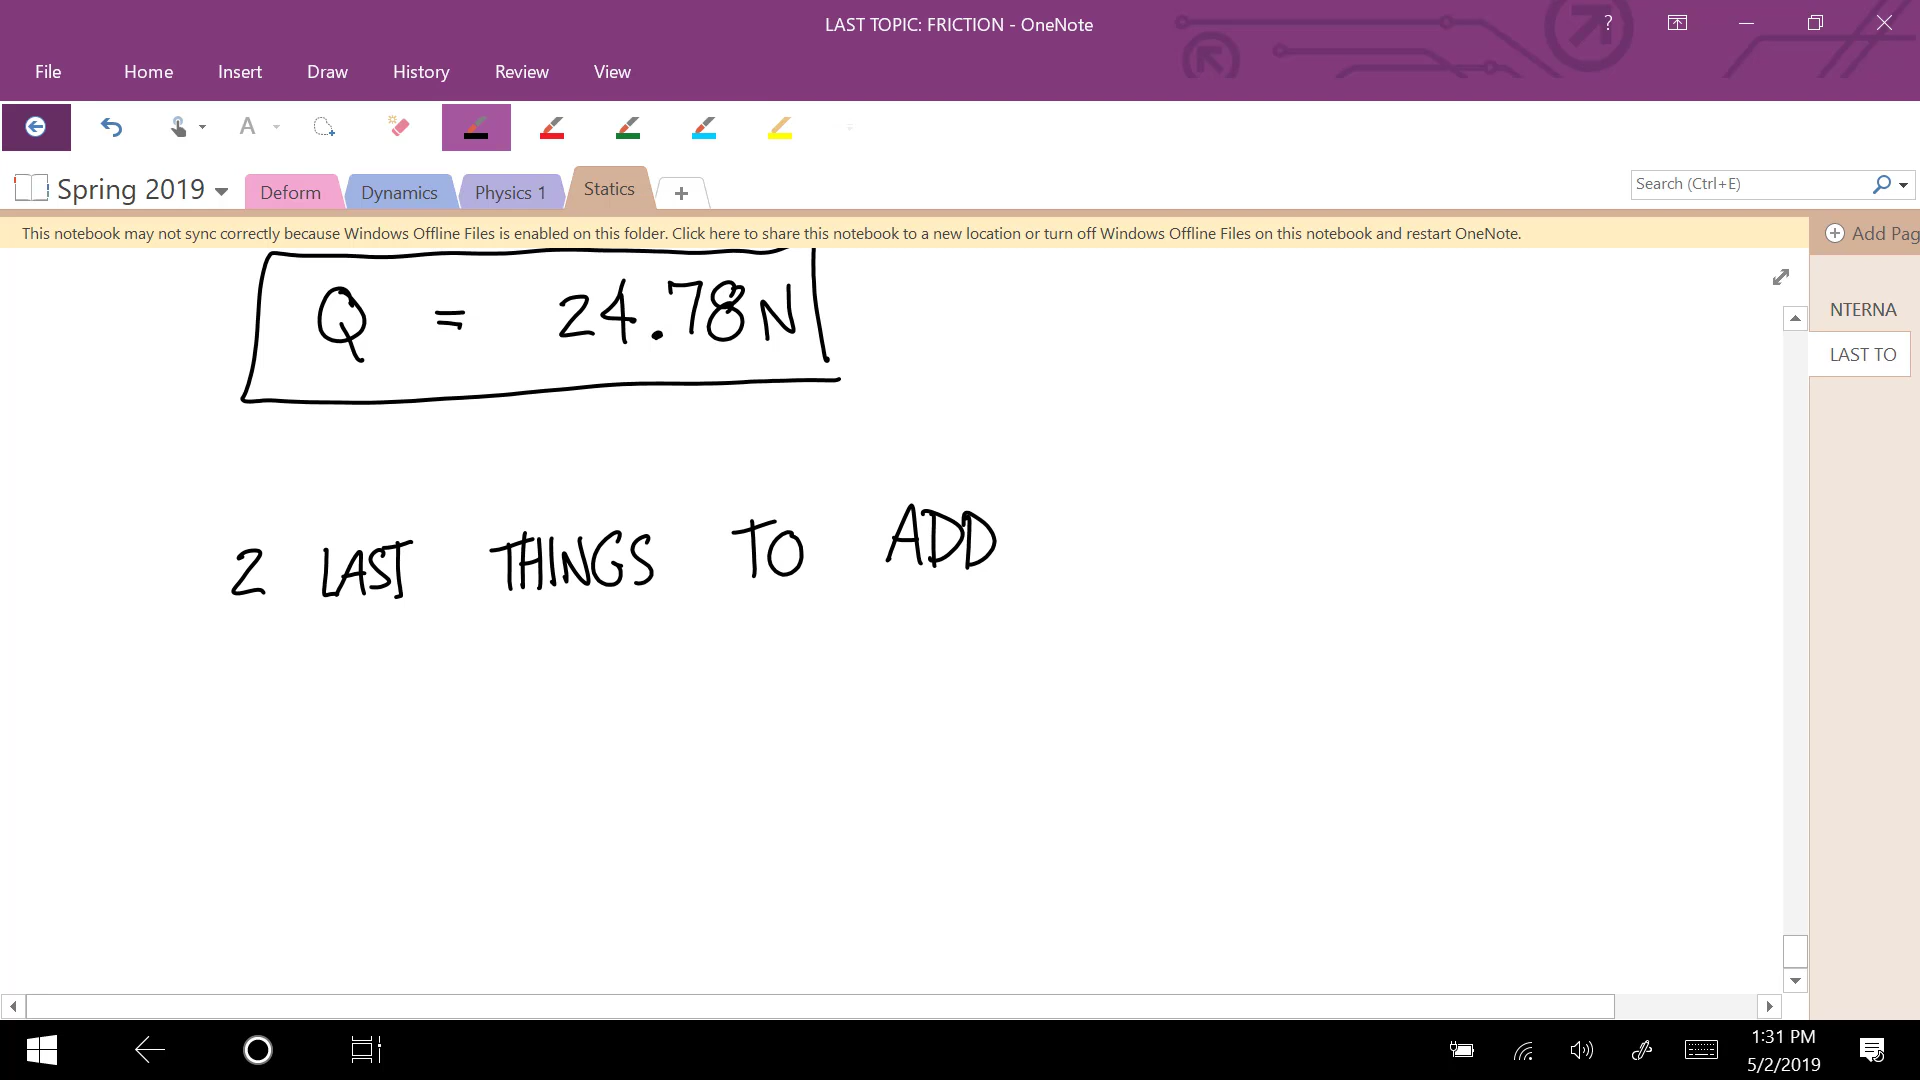 LAST TOPIC: FRICTION - OneNote
?
File Home Insert Draw History Review View
A
Spring 2019 Deform Dynamics Physics 1 Statics +
Search (Ctrl+E)
This notebook may not sync correctly because Windows Offline Files is enabled on this folder. Click here to share this notebook to a new location or turn off Windows Offline Files on this notebook and restart OneNote.
Add Pag
NTERNA
LAST TO
Q = 24.78N
2 LAST THINGS TO ADD
1:31 PM
5/2/2019